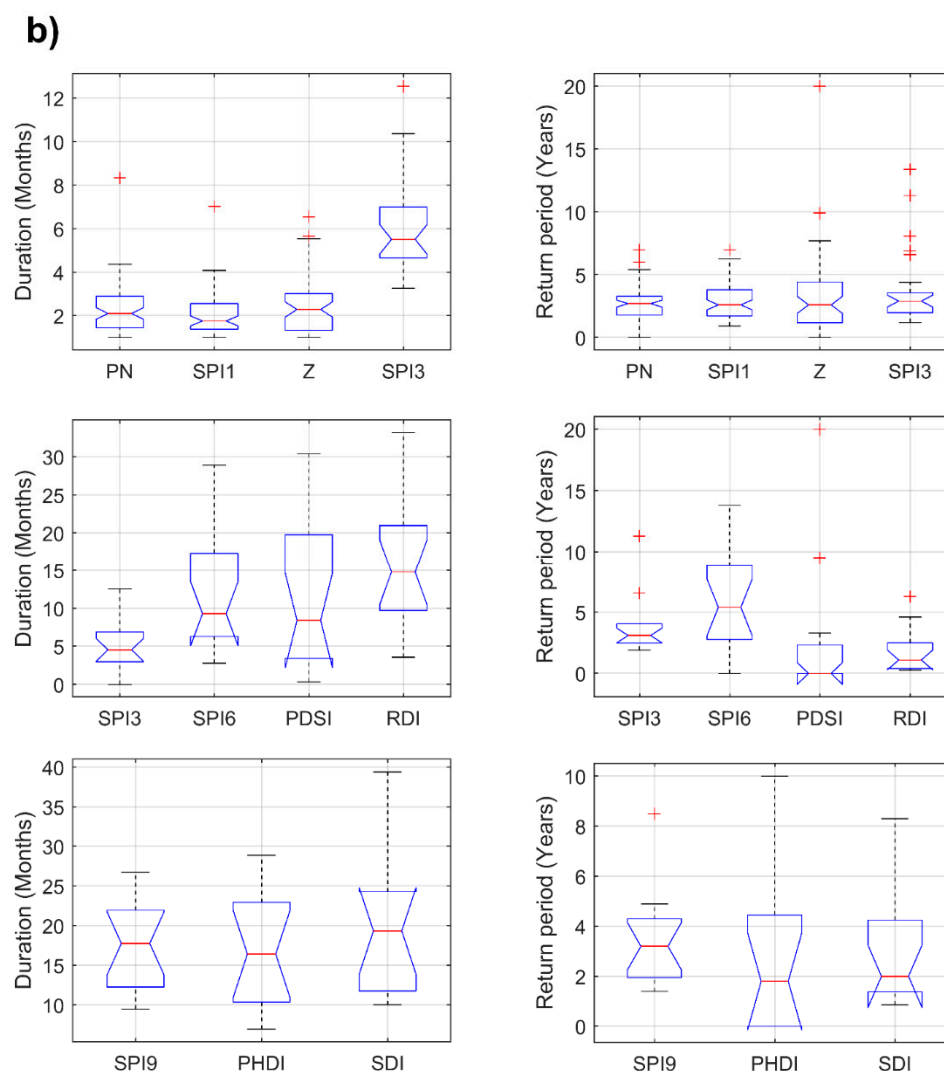 b)
Duration (Months)
12
10
8
6
4
2
PN SPI1 Z SPI3
Return period (Years)
20
15
10
5
0
PN SPI1 Z SPI3
Duration (Months)
30
25
20
15
10
5
0
SPI3 SPI6 PDSI RDI
Return period (Years)
20
15
10
5
0
SPI3 SPI6 PDSI RDI
Duration (Months)
40
35
30
25
20
15
10
SPI9 PHDI SDI
Return period (Years)
10
8
6
4
2
0
SPI9 PHDI SDI